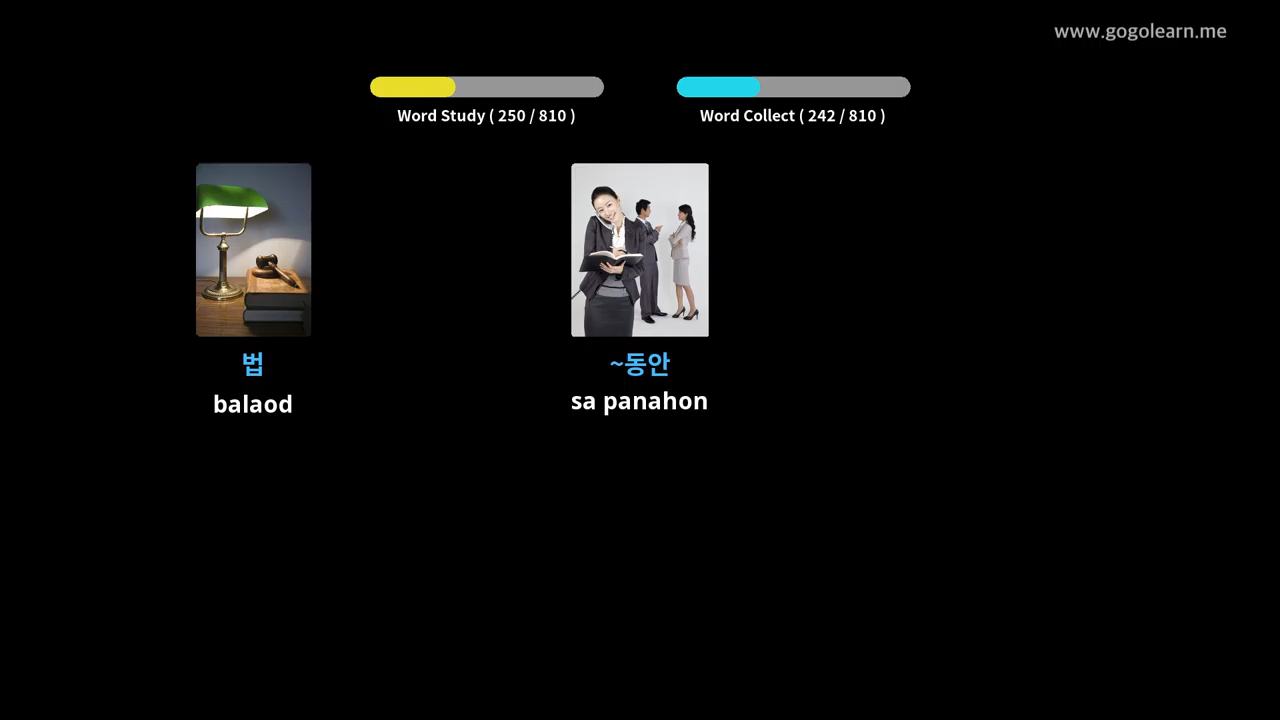 www.gogolearn.me
Word Study ( 250 / 810 )
Word Collect ( 242 / 810 )
법
balaod
~동안
sa panahon